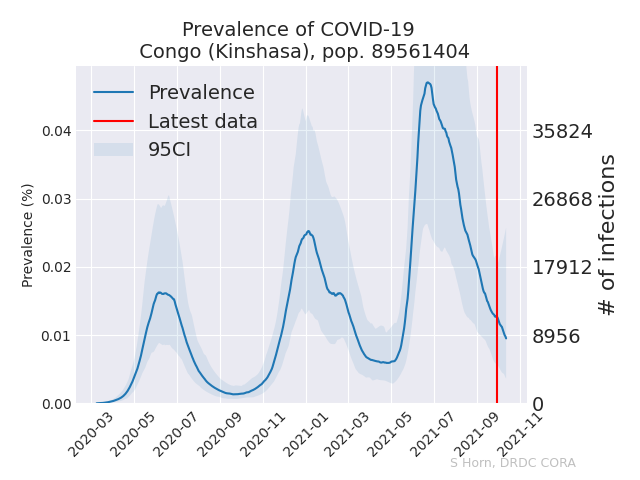 Prevalence of COVID-19
Congo (Kinshasa), pop. 89561404
Prevalence
Latest data
95CI
Prevalence (%)
0.04
0.03
0.02
0.01
0.00
35824
26868
17912
8956
0
# of infections
2020-03
2020-05
2020-07
2020-09
2020-11
2021-01
2021-03
2021-05
2021-07
2021-09
2021-11
S Horn, DRDC CORA